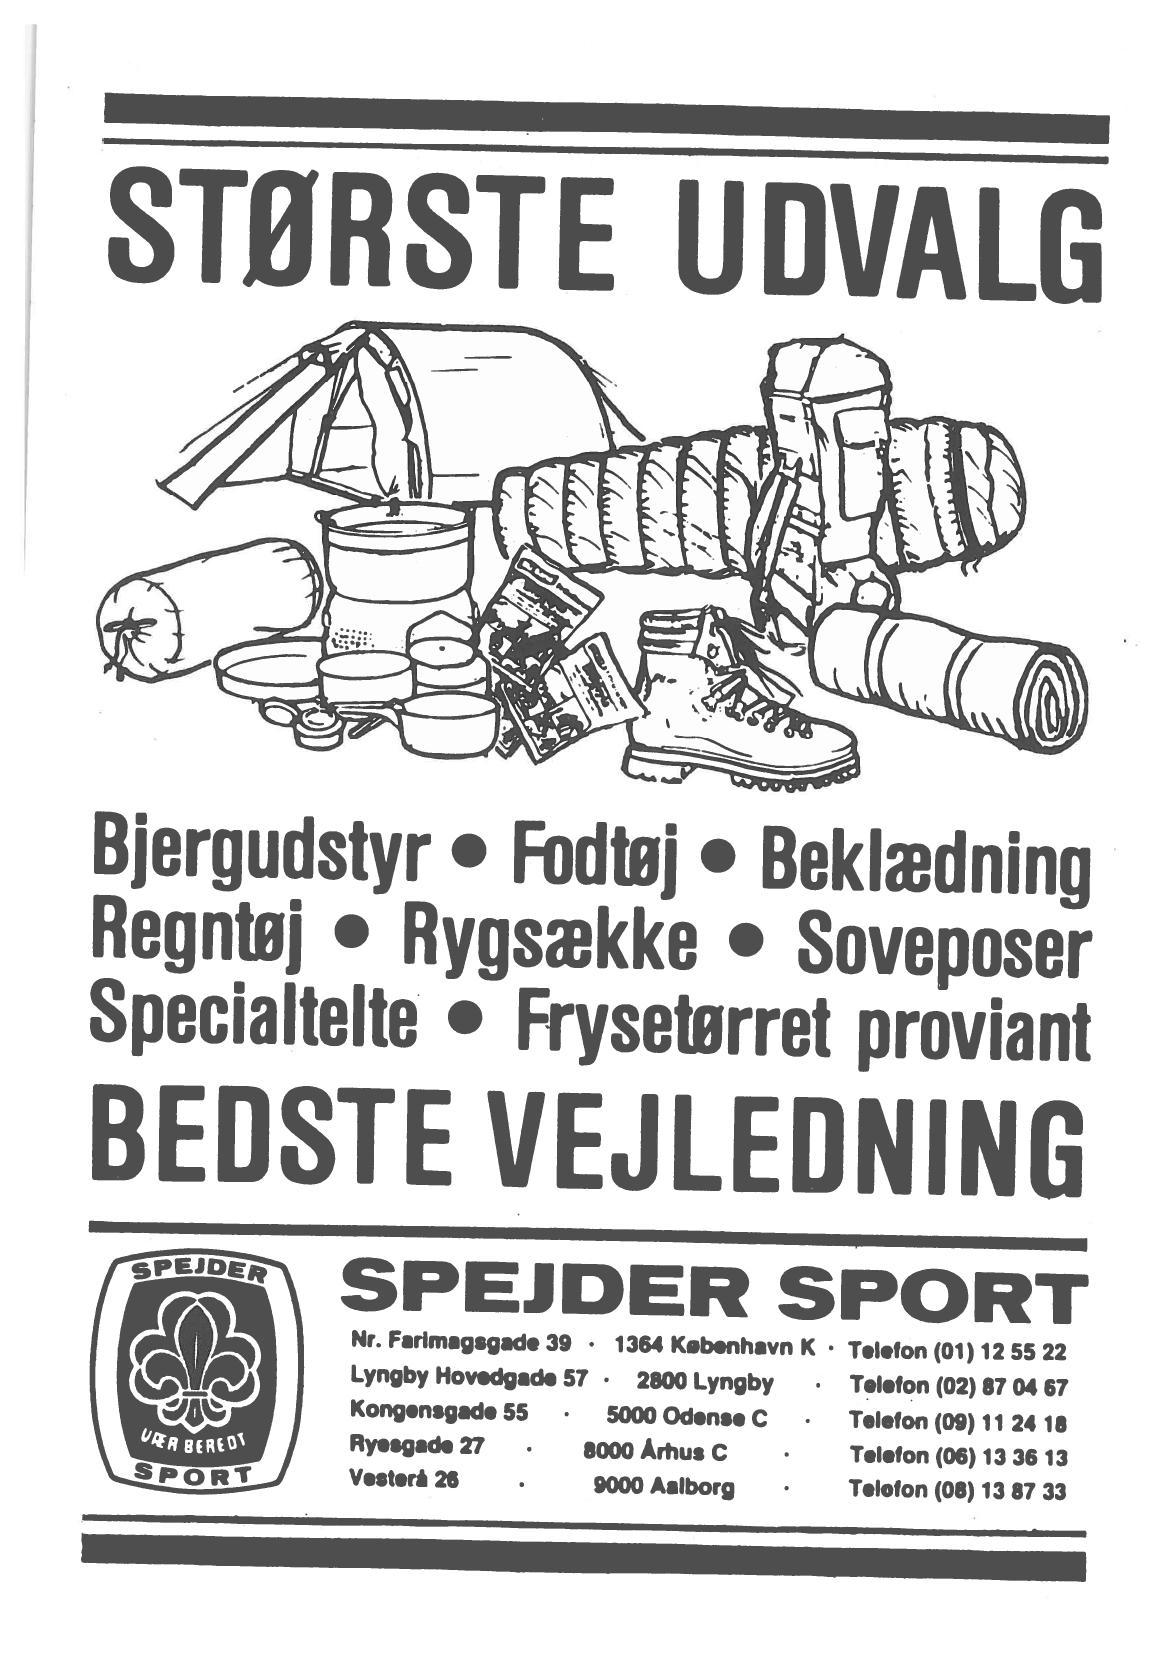 STØRSTE UDVALG
Bjergudstyr • Fodtøj • Beklædning
Regntøj • Rygsække • Soveposer
Specialtelte • Frysetørret proviant
BEDSTE VEJLEDNING
SPEJDER
VÆR BEREDT
SPORT
SPEJDER SPORT
Nr. Farimagsgade 39 · 1364 København K · Telefon (01) 12 55 22
Lyngby Hovedgade 57 · 2800 Lyngby · Telefon (02) 87 04 67
Kongensgade 55 · 5000 Odense C · Telefon (09) 11 24 18
Ryesgade 27 · 8000 Århus C · Telefon (06) 13 36 13
Vesterå 26 · 9000 Aalborg · Telefon (08) 13 87 33